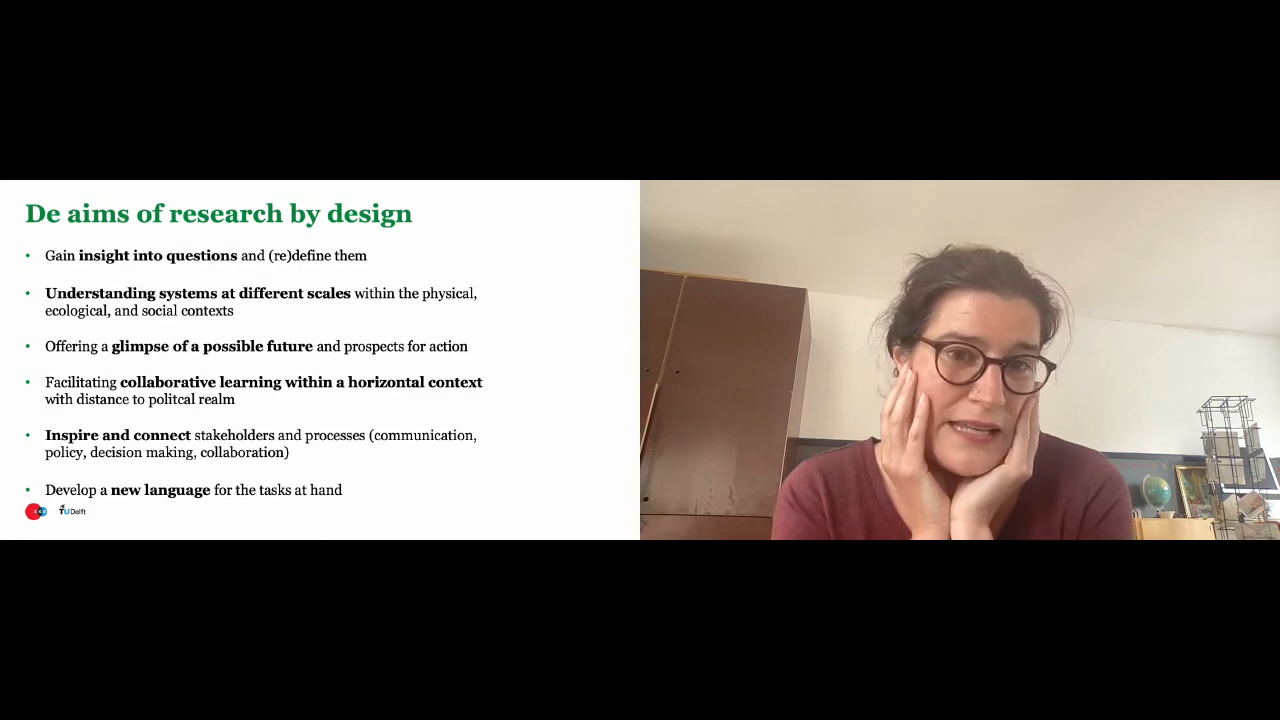 De aims of research by design
• Gain insight into questions and (re)define them
• Understanding systems at different scales within the physical,
ecological, and social contexts
• Offering a glimpse of a possible future and prospects for action
• Facilitating collaborative learning within a horizontal context
with distance to politcal realm
• Inspire and connect stakeholders and processes (communication,
policy, decision making, collaboration)
• Develop a new language for the tasks at hand
TUDelft